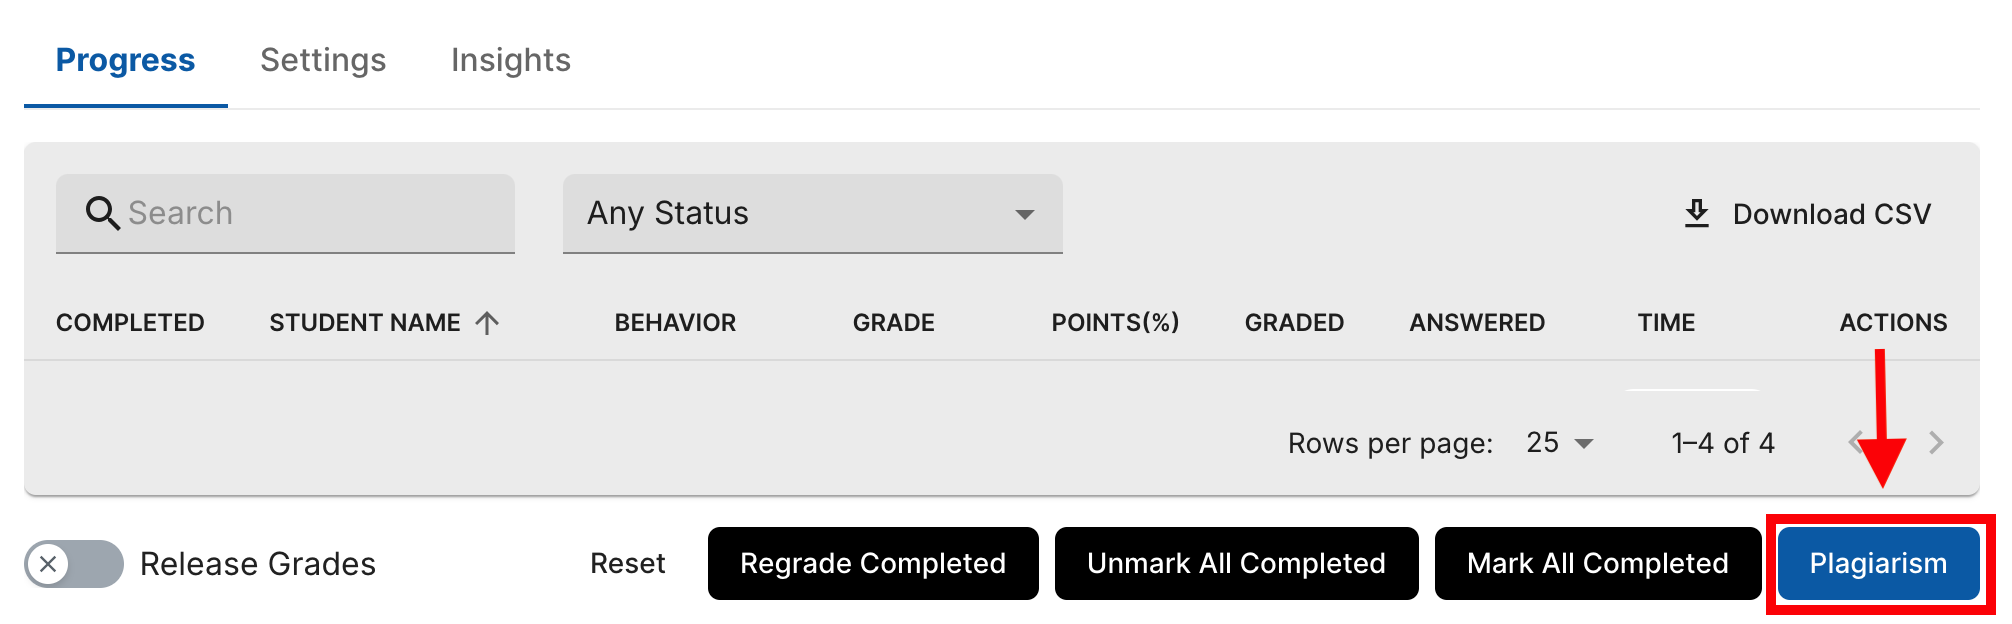 Progress Settings Insights
Search Any Status Download CSV
COMPLETED STUDENT NAME BEHAVIOR GRADE POINTS(%) GRADED ANSWERED TIME ACTIONS
Rows per page: 25 1–4 of 4
Release Grades Reset Regrade Completed Unmark All Completed Mark All Completed Plagiarism